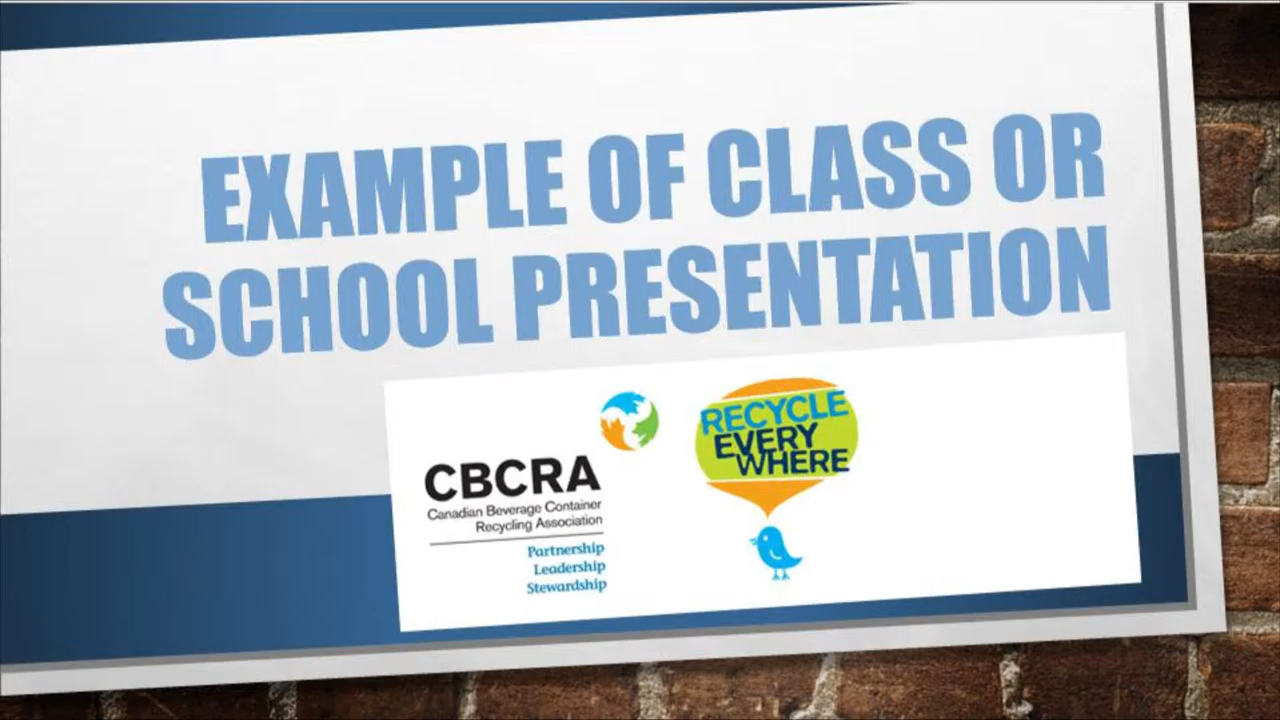 EXAMPLE OF CLASS OR
SCHOOL PRESENTATION
CBCRA
Canadian Beverage Container
Recycling Association
Partnership
Leadership
Stewardship
RECYCLE
EVERY
WHERE